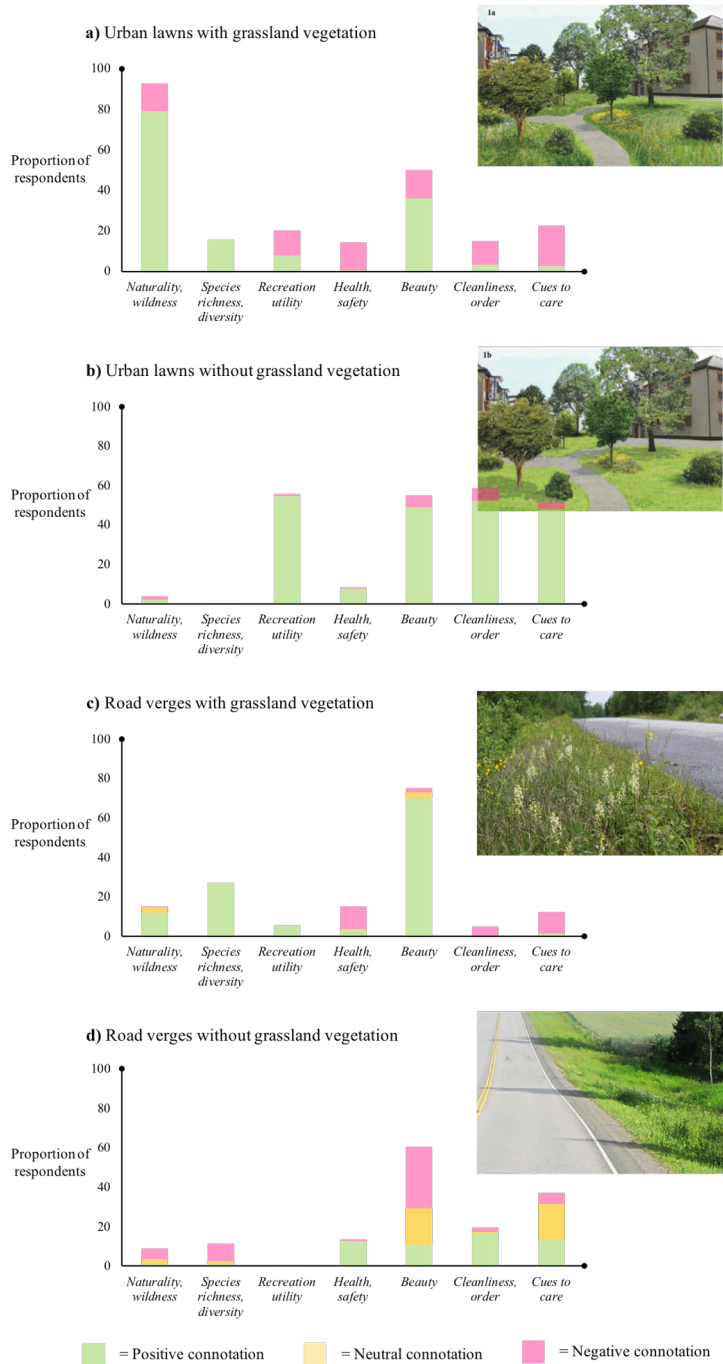 a) Urban lawns with grassland vegetation
1a
100
80
60
40
20
0
Proportion of
respondents
Naturality,
wildness
Species
richness,
diversity
Recreation
utility
Health,
safety
Beauty
Cleanliness,
order
Cues to
care
b) Urban lawns without grassland vegetation
1b
100
80
60
40
20
0
Proportion of
respondents
Naturality,
wildness
Species
richness,
diversity
Recreation
utility
Health,
safety
Beauty
Cleanliness,
order
Cues to
care
c) Road verges with grassland vegetation
100
80
60
40
20
0
Proportion of
respondents
Naturality,
wildness
Species
richness,
diversity
Recreation
utility
Health,
safety
Beauty
Cleanliness,
order
Cues to
care
d) Road verges without grassland vegetation
100
80
60
40
20
0
Proportion of
respondents
Naturality,
wildness
Species
richness,
diversity
Recreation
utility
Health,
safety
Beauty
Cleanliness,
order
Cues to
care
= Positive connotation
= Neutral connotation
= Negative connotation